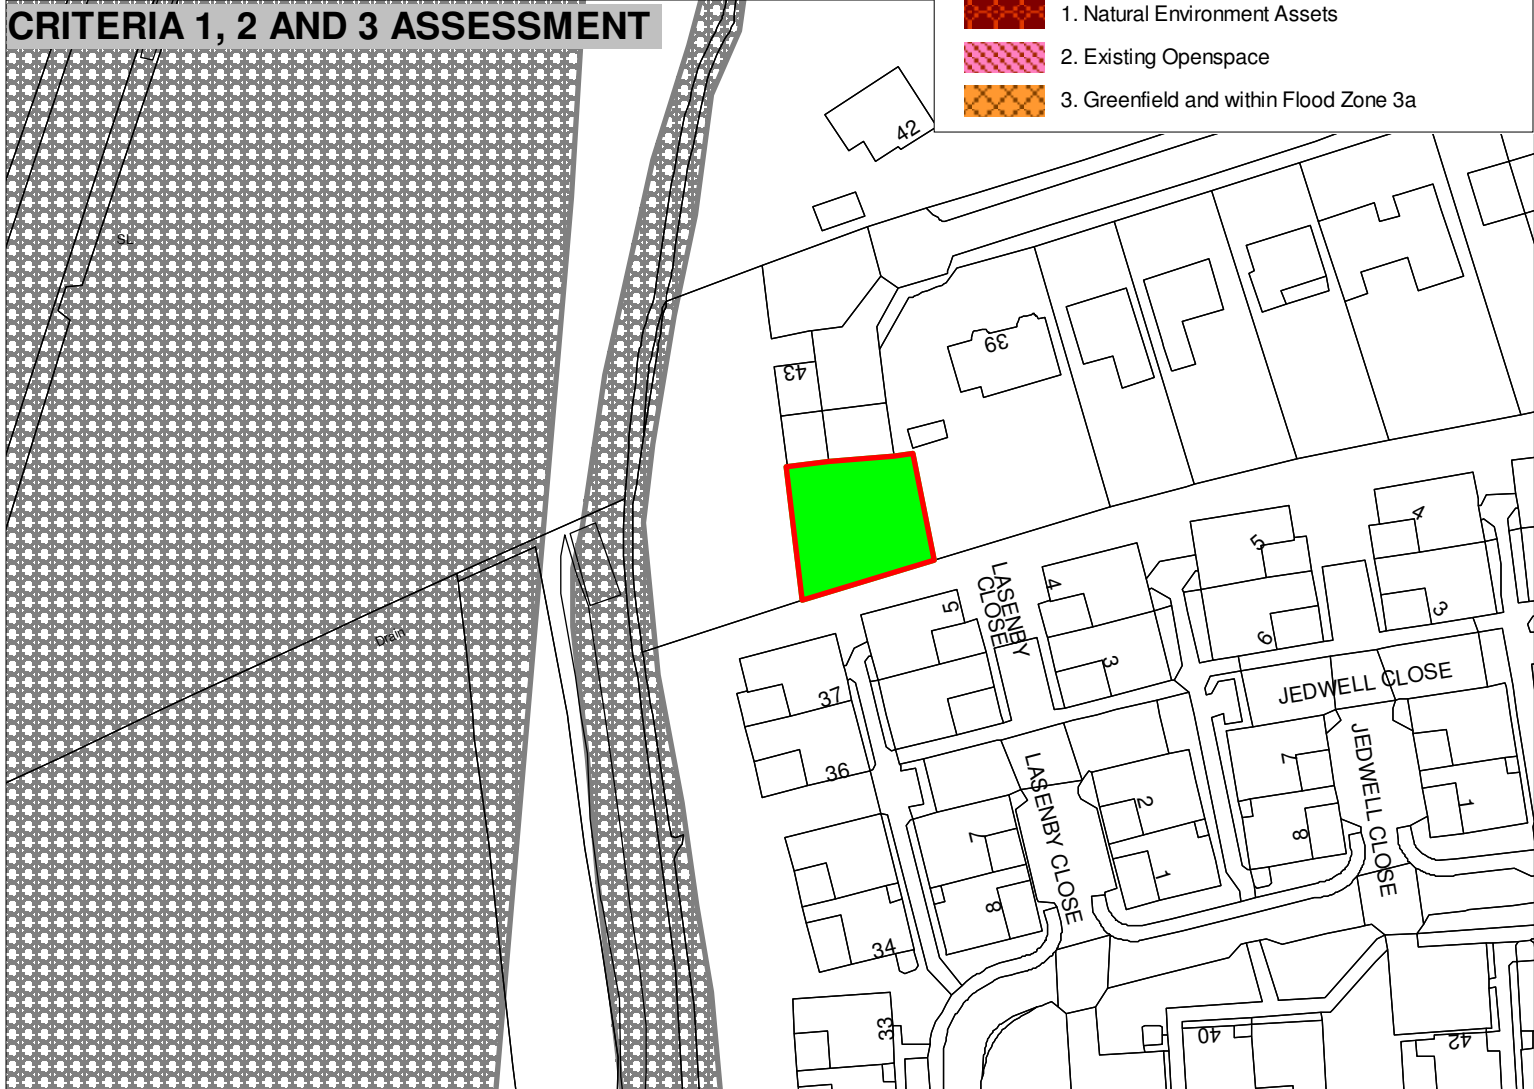 CRITERIA 1, 2 AND 3 ASSESSMENT
1. Natural Environment Assets
2. Existing Openspace
3. Greenfield and within Flood Zone 3a
42
SL
39
43
Drain
LASENBY
CLOSE
5
4
3
5
6
4
3
JEDWELL CLOSE
37
36
LASENBY CLOSE
2
1
7
8
JEDWELL CLOSE
7
8
1
34
33
40
42